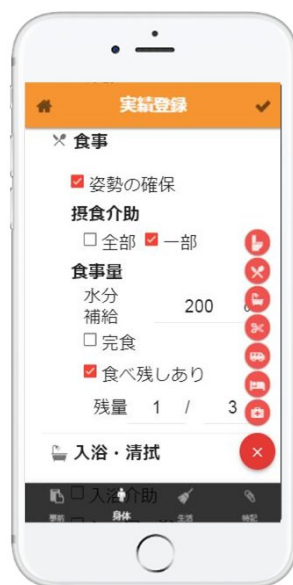 実績登録
食事
姿勢の確保
摂食介助
全部 一部
食事量
水分
補給 200
完食
食べ残しあり
残量 1 / 3
入浴・清拭
入浴介助
身体 生活 特記